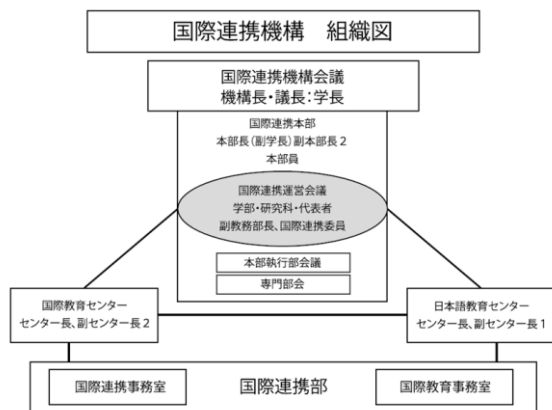 国際連携機構　組織図
国際連携機構会議
機構長・議長:学長
国際連携本部
本部長(副学長)副本部長2
本部員
国際連携運営会議
学部・研究科・代表者
副教務部長、国際連携委員
本部執行部会議
専門部会
国際教育センター
センター長、副センター長2
日本語教育センター
センター長、副センター長1
国際連携事務室
国際連携部
国際教育事務室